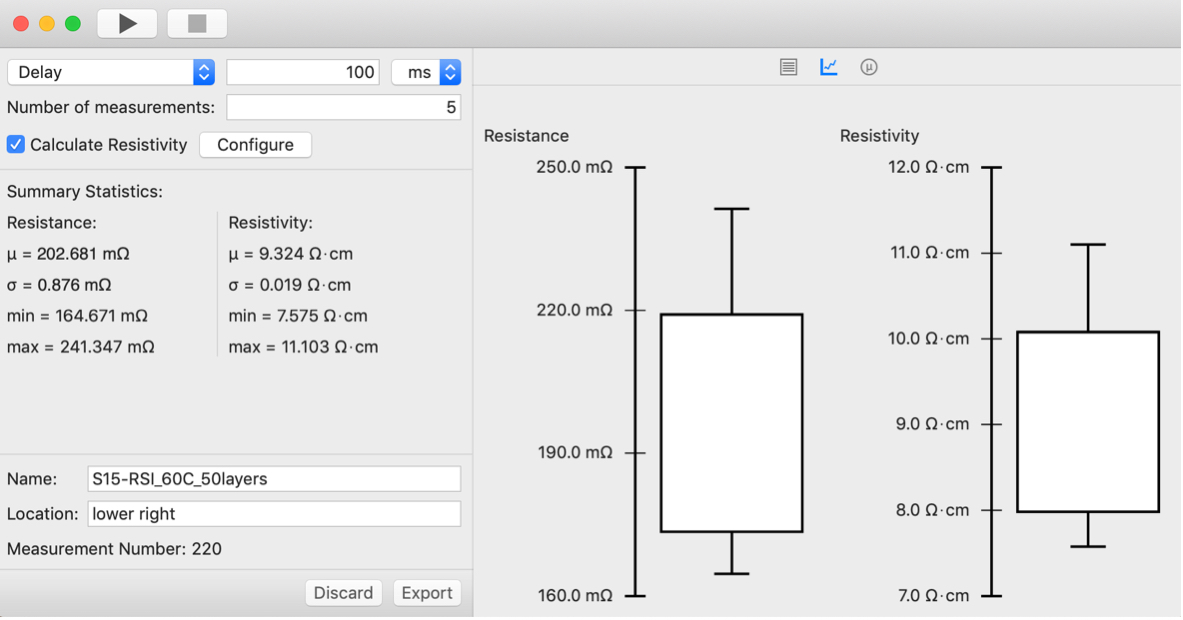 Delay 100 ms
Number of measurements: 5
Calculate Resistivity Configure
Summary Statistics:
Resistance: Resistivity:
μ = 202.681 mΩ μ = 9.324 Ω·cm
σ = 0.876 mΩ σ = 0.019 Ω·cm
min = 164.671 mΩ min = 7.575 Ω·cm
max = 241.347 mΩ max = 11.103 Ω·cm
Name: S15-RSI_60C_50layers
Location: lower right
Measurement Number: 220
Discard Export
μ
Resistance
250.0 mΩ
220.0 mΩ
190.0 mΩ
160.0 mΩ
Resistivity
12.0 Ω·cm
11.0 Ω·cm
10.0 Ω·cm
9.0 Ω·cm
8.0 Ω·cm
7.0 Ω·cm